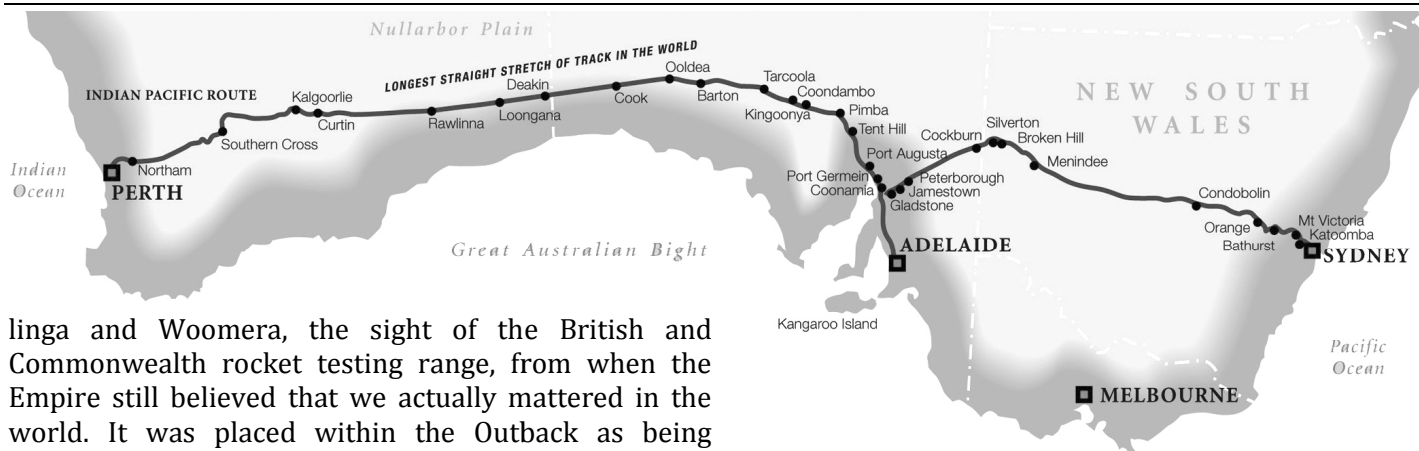 Nullarbor Plain
LONGEST STRAIGHT STRETCH OF TRACK IN THE WORLD
INDIAN PACIFIC ROUTE
NEW SOUTH
WALES
Indian
Ocean
PERTH
Northam
Southern Cross
Kalgoorlie
Curtin
Rawlinna
Loongana
Deakin
Cook
Ooldea
Barton
Tarcoola
Kingoonya
Coondambo
Pimba
Tent Hill
Port Augusta
Port Germein
Coonamia
Gladstone
Jamestown
Peterborough
Cockburn
Silverton
Broken Hill
Menindee
Condobolin
Orange
Bathurst
Mt Victoria
Katoomba
SYDNEY
ADELAIDE
Great Australian Bight
Kangaroo Island
MELBOURNE
Pacific
Ocean
linga and Woomera, the sight of the British and
Commonwealth rocket testing range, from when the
Empire still believed that we actually mattered in the
world. It was placed within the Outback as being